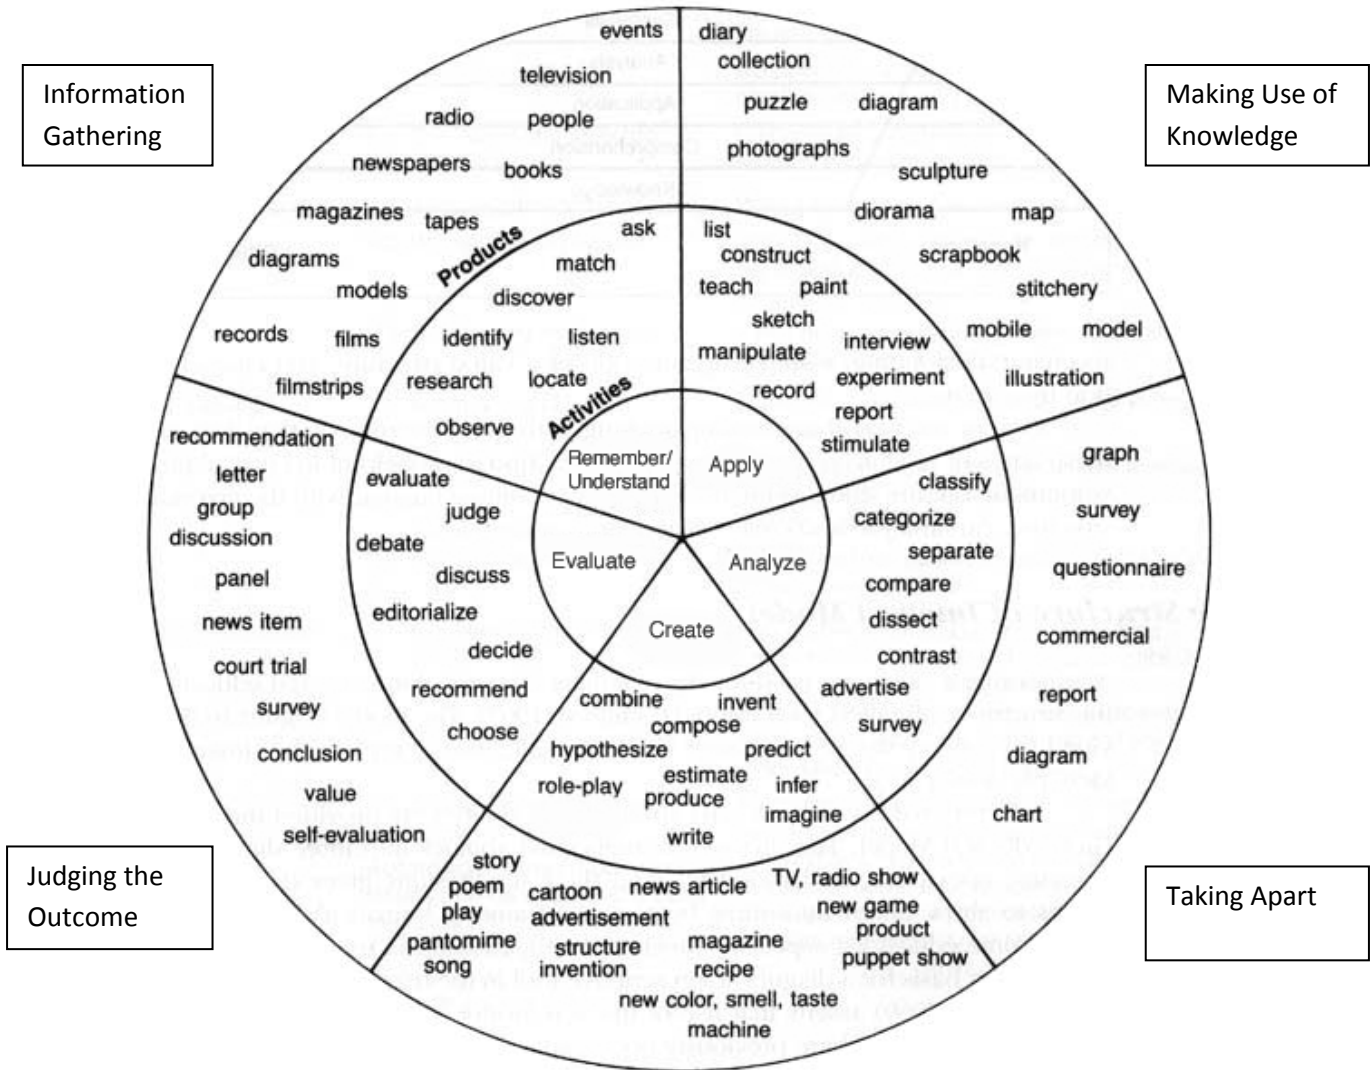 Information
Gathering
Making Use of
Knowledge
Judging the
Outcome
Taking Apart
Products
Activities
Remember/
Understand
Apply
Analyze
Create
Evaluate
events
television
radio
people
newspapers
books
magazines
tapes
diagrams
models
records
films
filmstrips
ask
match
discover
identify
listen
research
locate
observe
diary
collection
puzzle
diagram
photographs
sculpture
diorama
map
scrapbook
stitchery
mobile
model
illustration
list
construct
teach
paint
sketch
interview
manipulate
experiment
record
report
stimulate
graph
survey
questionnaire
commercial
report
diagram
chart
classify
categorize
separate
compare
dissect
contrast
advertise
survey
combine
invent
compose
hypothesize
predict
estimate
role-play
infer
produce
imagine
write
story
poem
play
pantomime
song
cartoon
advertisement
structure
invention
news article
magazine
recipe
TV, radio show
new game
product
puppet show
new color, smell, taste
machine
evaluate
judge
debate
discuss
editorialize
decide
recommend
choose
recommendation
letter
group
discussion
panel
news item
court trial
survey
conclusion
value
self-evaluation